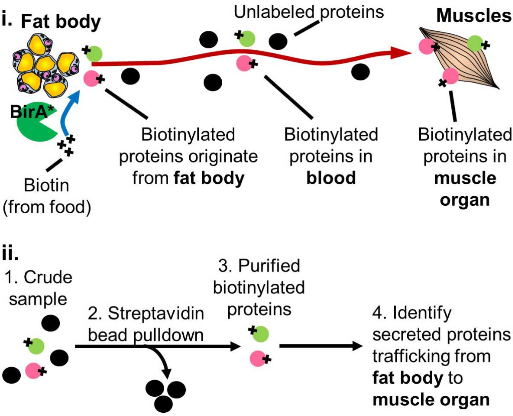 i.
Fat body
Unlabeled proteins
Muscles
BirA*
Biotin
(from food)
Biotinylated
proteins originate
from fat body
Biotinylated
proteins in
blood
Biotinylated
proteins in
muscle
organ
ii.
1. Crude
sample
2. Streptavidin
bead pulldown
3. Purified
biotinylated
proteins
4. Identify
secreted proteins
trafficking from
fat body to
muscle organ